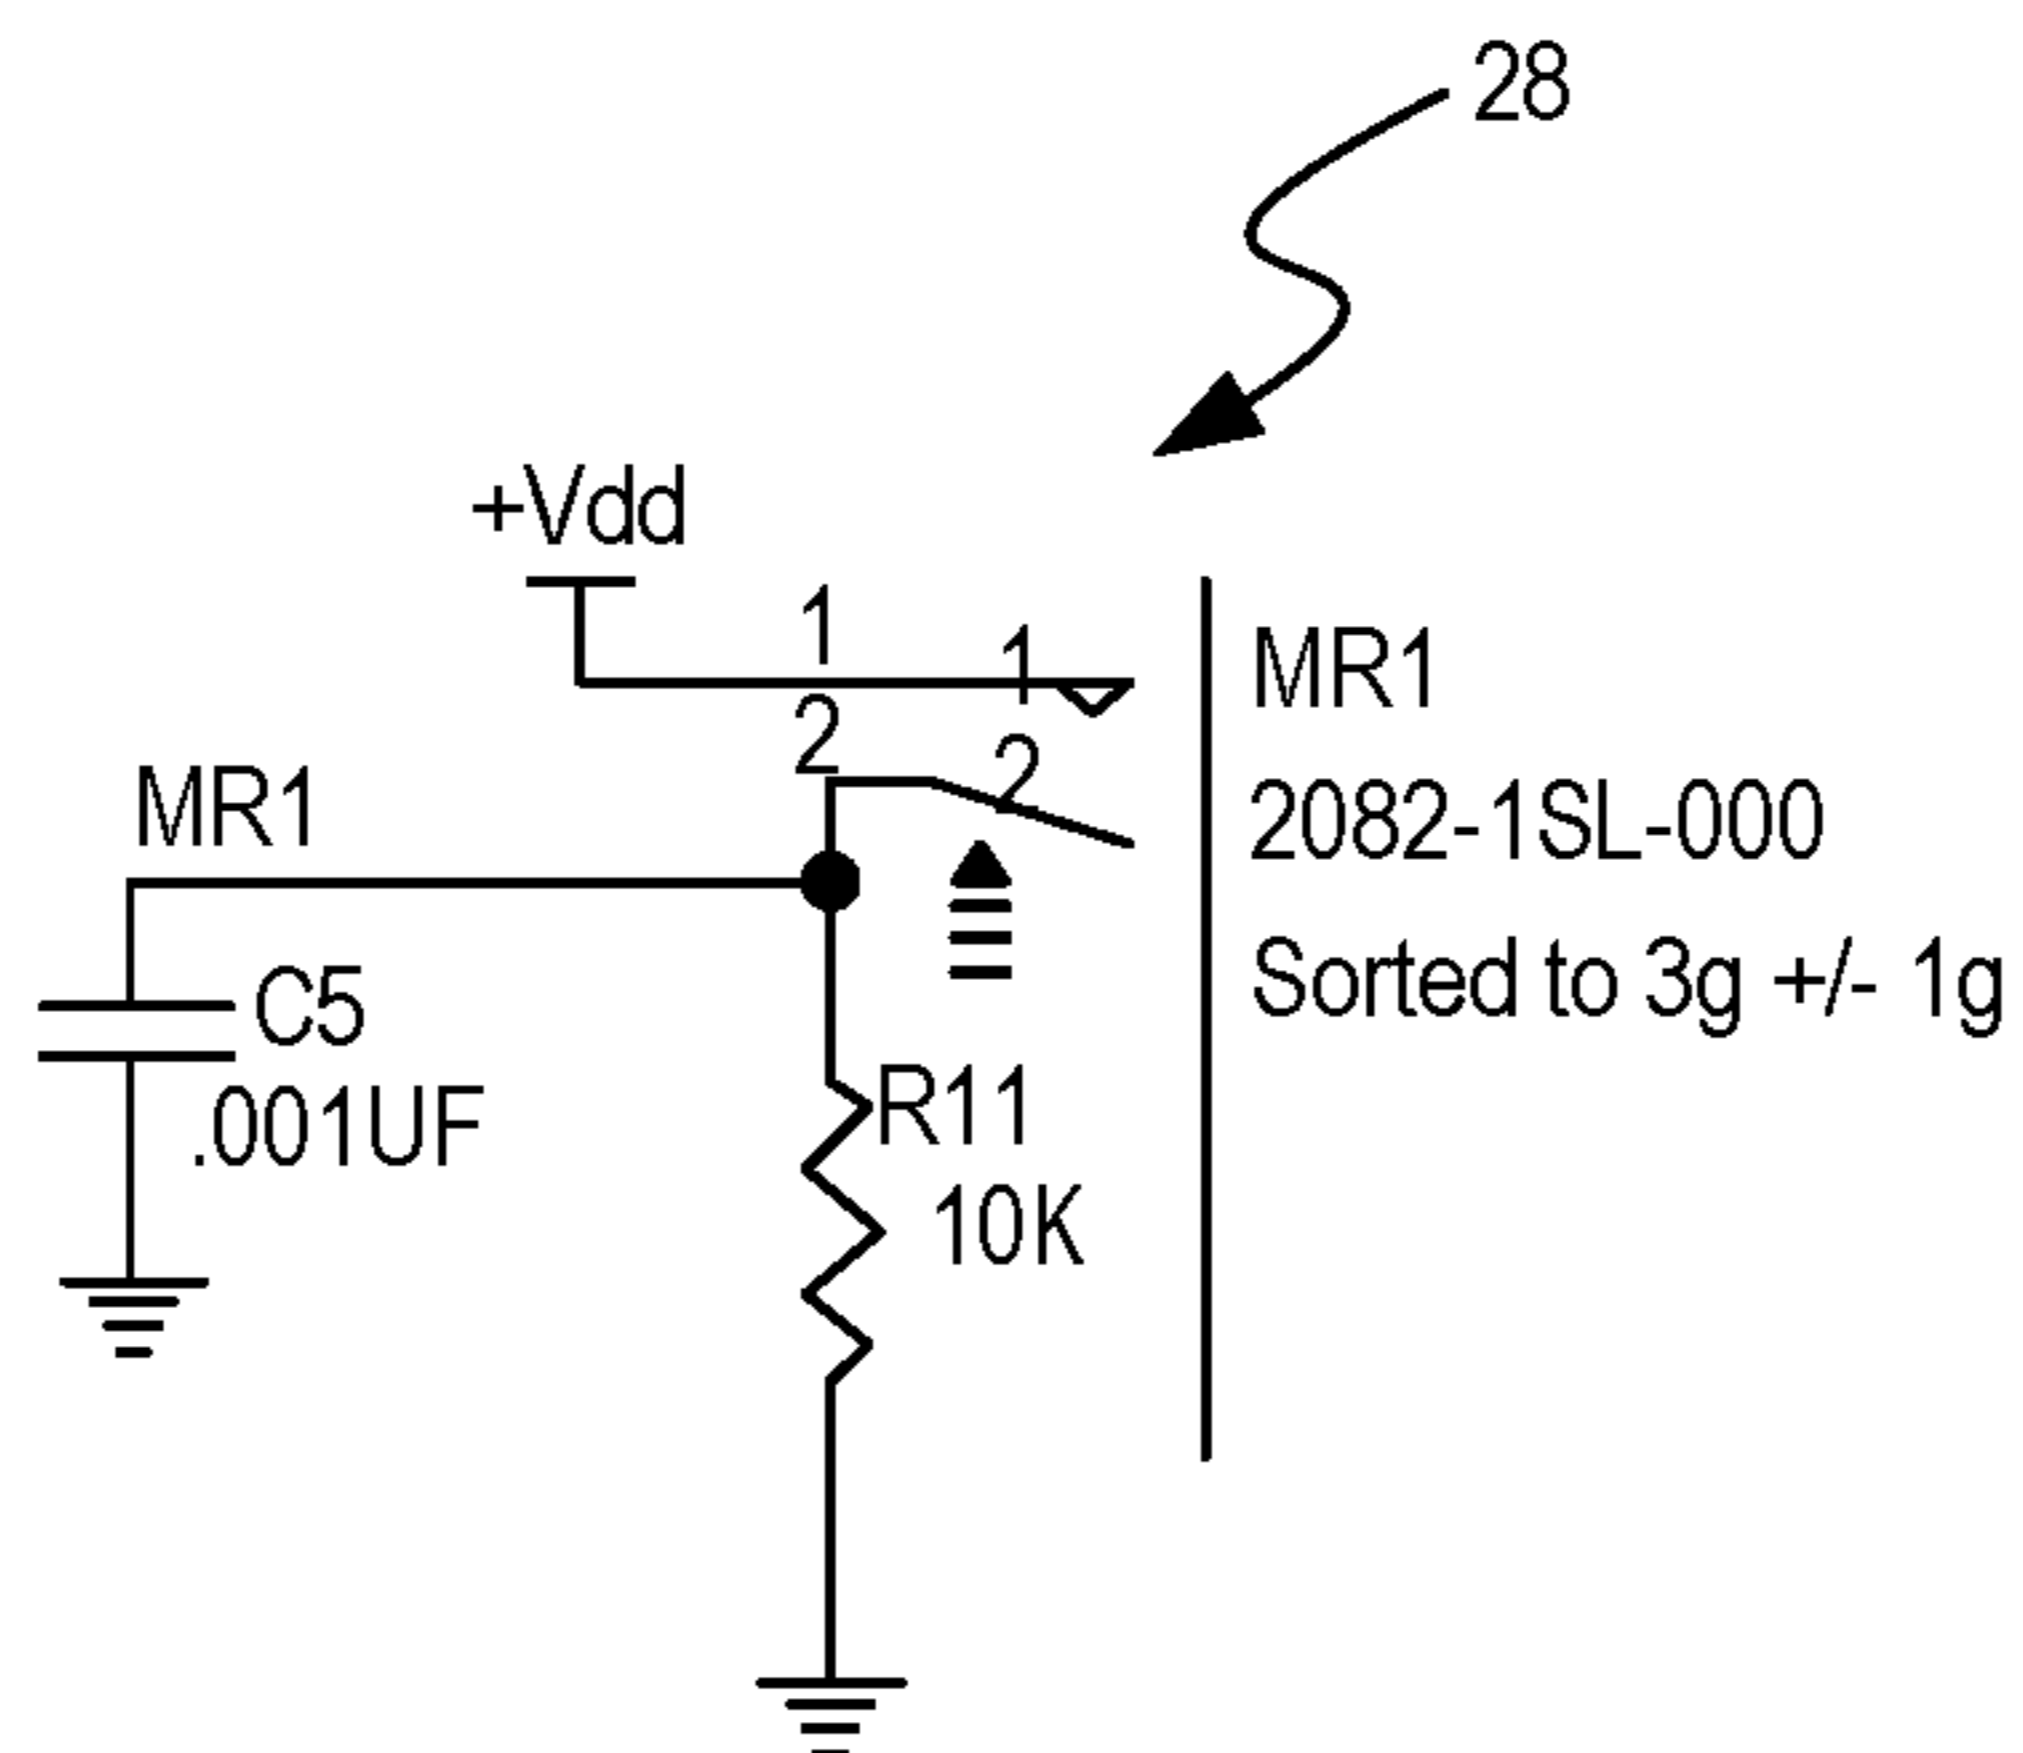 28
+Vdd
1
1
2
2
MR1
MR1
2082-1SL-000
Sorted to 3g +/- 1g
C5
.001UF
R11
10K